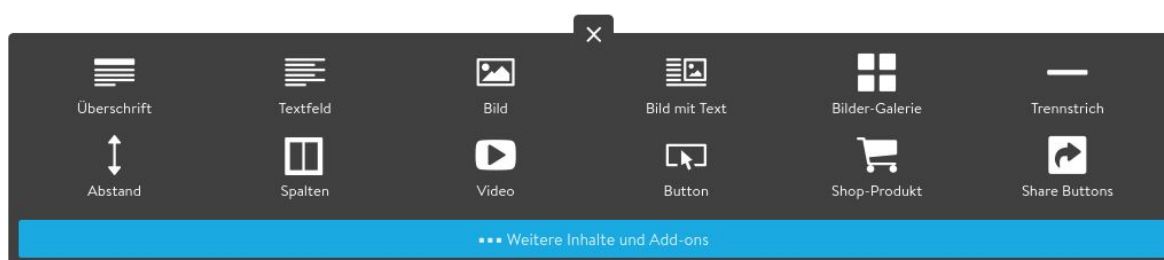 Überschrift Textfeld Bild Bild mit Text Bilder-Galerie Trennstrich
Abstand Spalten Video Button Shop-Produkt Share Buttons
Weitere Inhalte und Add-ons